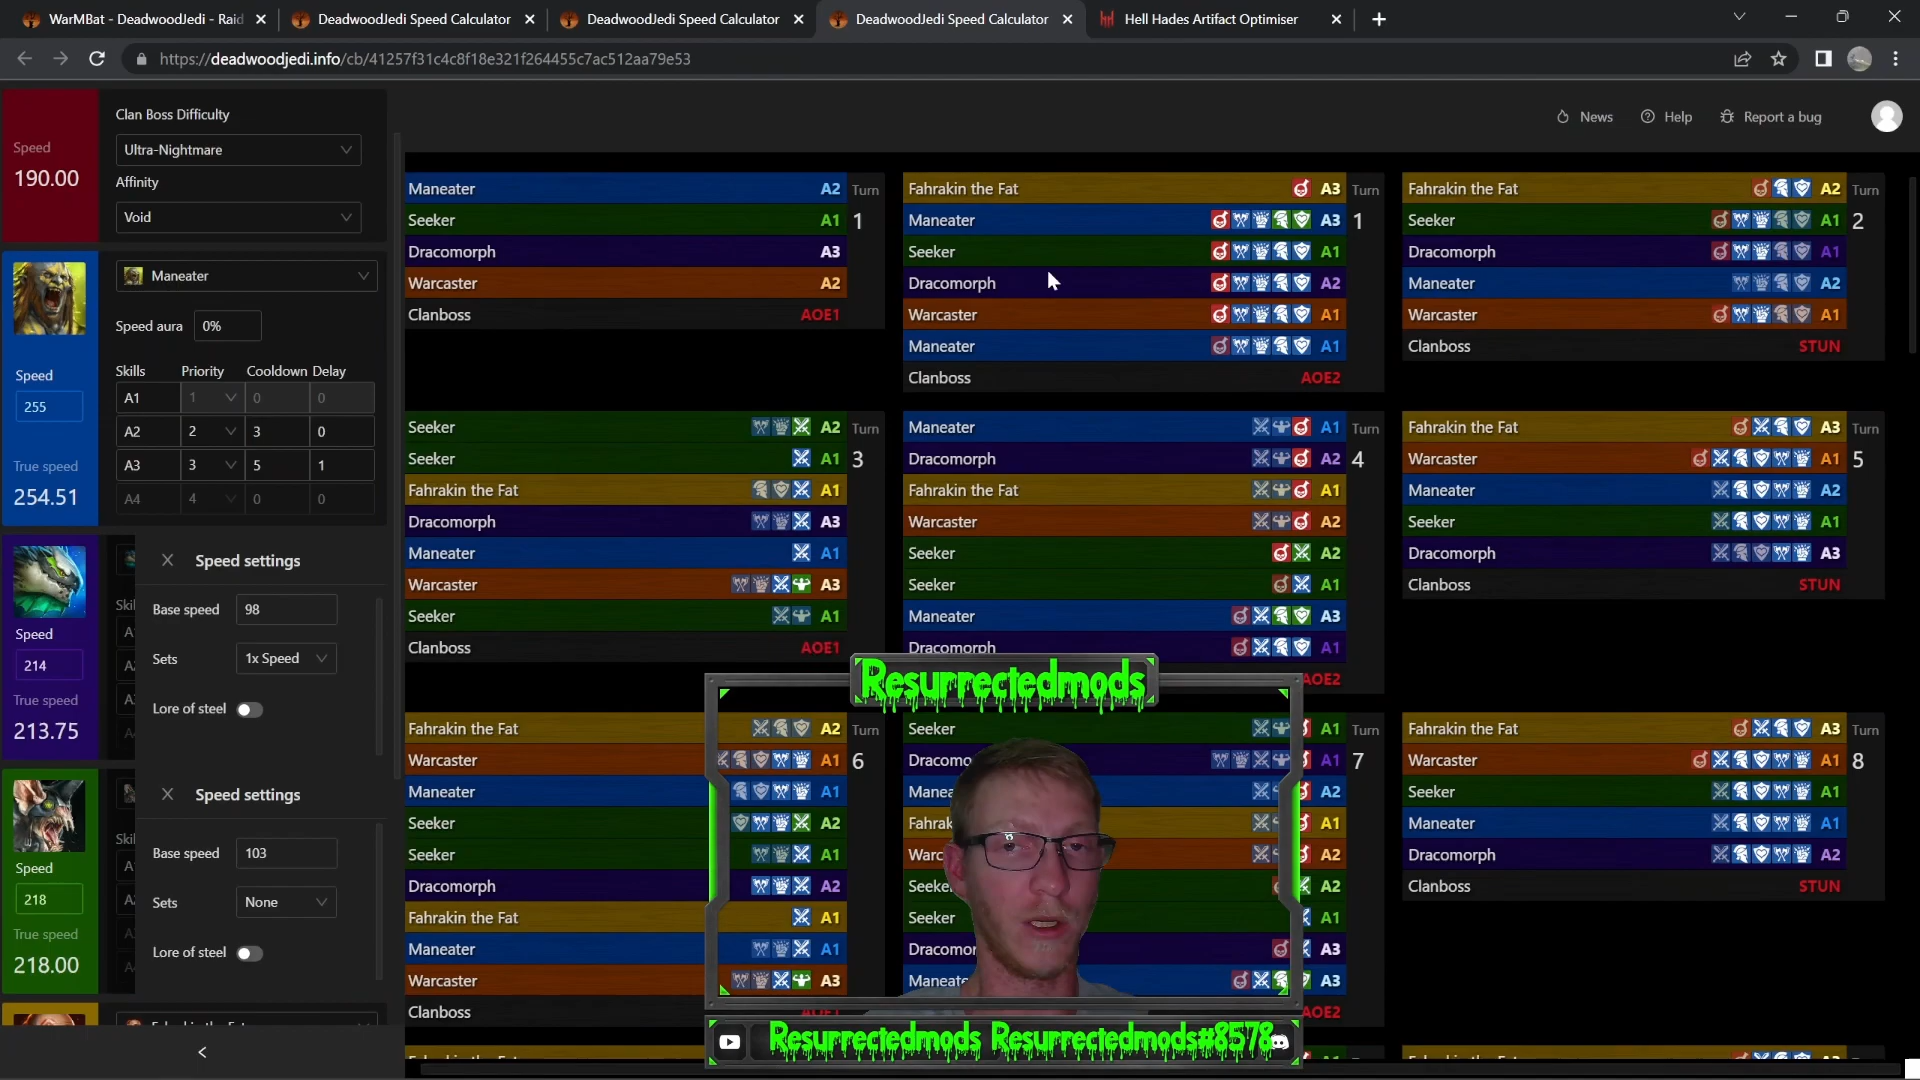 WarMBat - DeadwoodJedi - Raid
DeadwoodJedi Speed Calculator
DeadwoodJedi Speed Calculator
DeadwoodJedi Speed Calculator
Hell Hades Artifact Optimiser
https://deadwoodjedi.info/cb/41257f31c4c8f18e321f264455c7ac512aa79e53
News
Help
Report a bug
Speed
190.00
Clan Boss Difficulty
Ultra-Nightmare
Affinity
Void
Maneater
Speed aura 0%
Speed
255
True speed
254.51
Skills Priority Cooldown Delay
A1 1 0 0
A2 2 3 0
A3 3 5 1
A4 4 0 0
Speed
214
True speed
213.75
Speed settings
Base speed 98
Sets 1x Speed
Lore of steel
Speed
218
True speed
218.00
Speed settings
Base speed 103
Sets None
Lore of steel
Maneater A2 Turn
Seeker A1 1
Dracomorph A3
Warcaster A2
Clanboss AOE1
Fahrakin the Fat A3 Turn
Maneater A3 1
Seeker A1
Dracomorph A2
Warcaster A1
Maneater A1
Clanboss AOE2
Fahrakin the Fat A2 Turn
Seeker A1 2
Dracomorph A1
Maneater A2
Warcaster A1
Clanboss STUN
Seeker A2 Turn
Seeker A1 3
Fahrakin the Fat A1
Dracomorph A3
Maneater A1
Warcaster A3
Seeker A1
Clanboss AOE1
Maneater A1 Turn
Dracomorph A2 4
Fahrakin the Fat A1
Warcaster A2
Seeker A2
Seeker A1
Maneater A3
Dracomorph A1
AOE2
Fahrakin the Fat A3 Turn
Warcaster A1 5
Maneater A2
Seeker A1
Dracomorph A3
Clanboss STUN
Fahrakin the Fat A2 Turn
Warcaster A1 6
Maneater A1
Seeker A2
Seeker A1
Dracomorph A2
Fahrakin the Fat A1
Maneater A1
Warcaster A3
Clanboss
Seeker A1 Turn
Dracomo A1 7
Manea A2
Fahrak A1
Warc A2
Seeke A2
Seeker A1
Dracomor A3
Maneate A3
AOE2
Fahrakin the Fat A3 Turn
Warcaster A1 8
Seeker A1
Maneater A1
Dracomorph A2
Clanboss STUN
Resurrectedmods
Resurrectedmods Resurrectedmods#8578